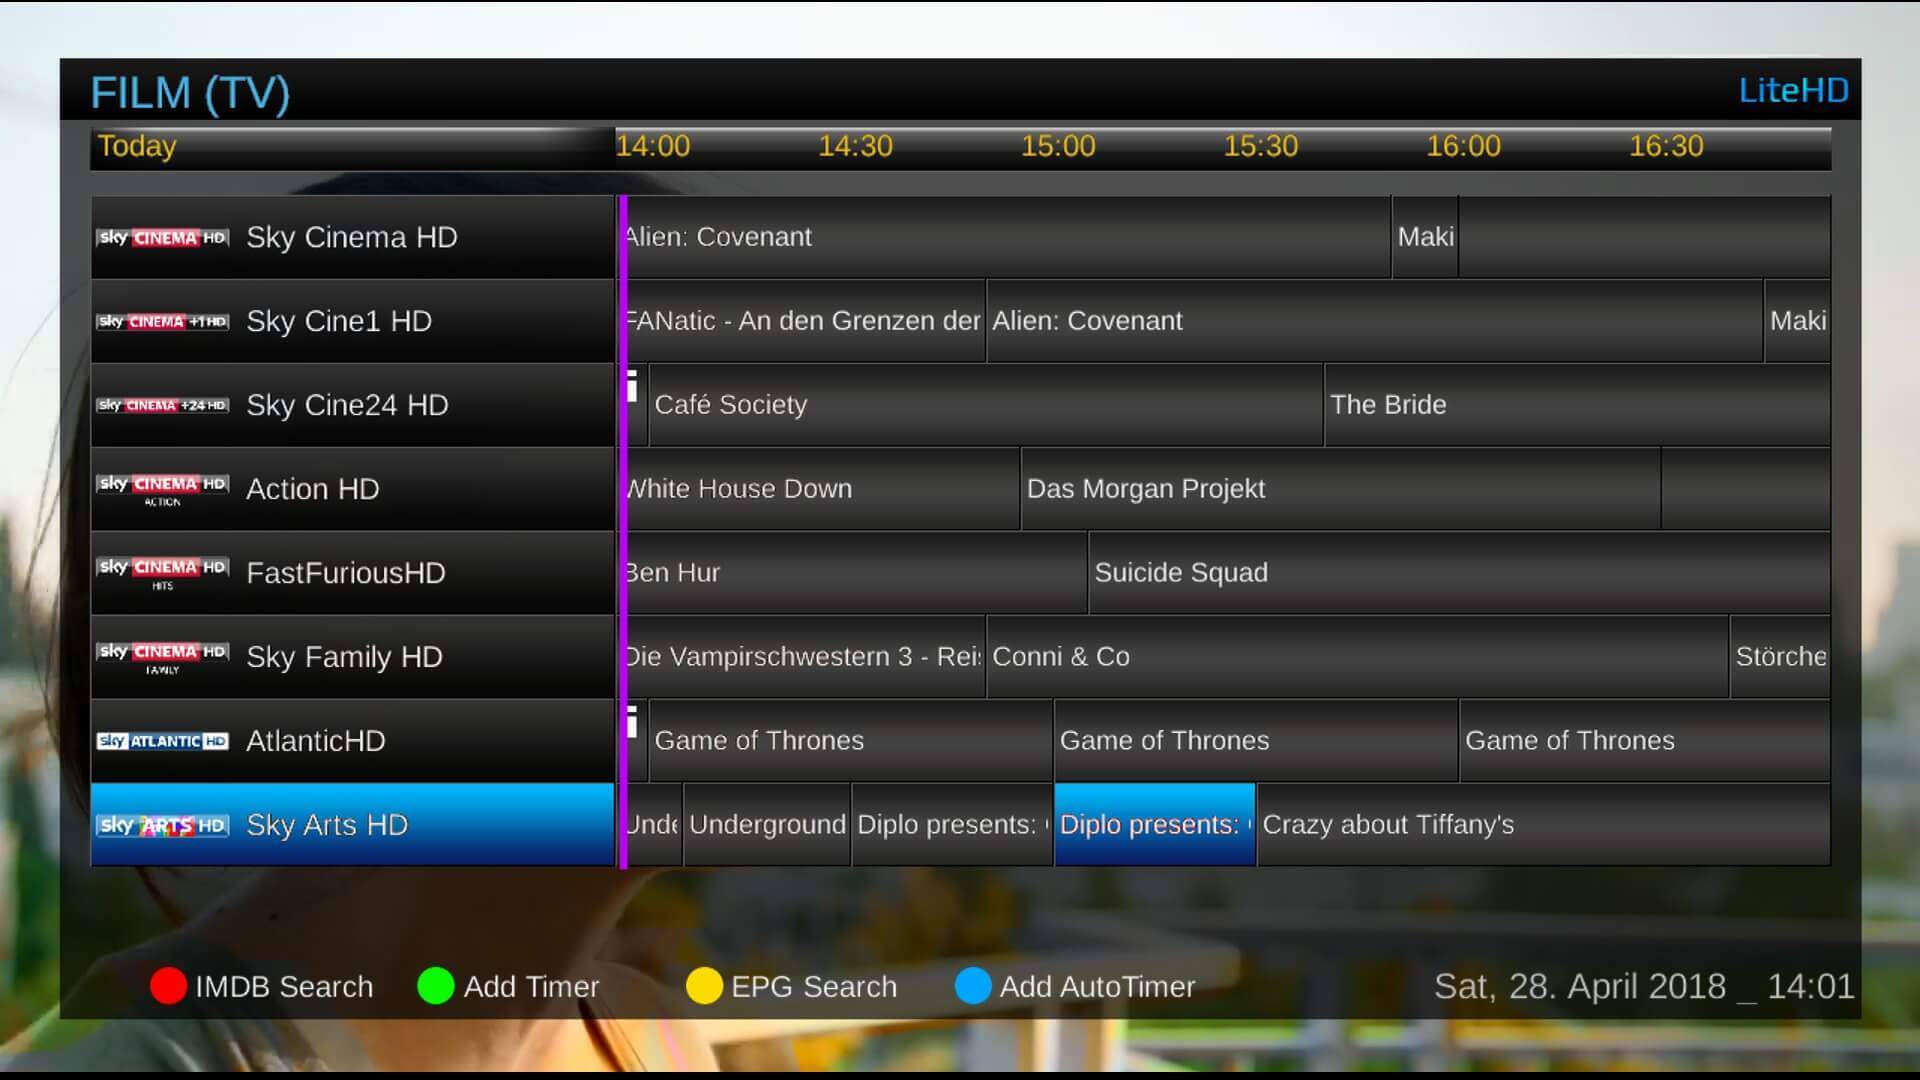 FILM (TV) LiteHD
Today 14:00 14:30 15:00 15:30 16:00 16:30
sky CINEMA HD Sky Cinema HD Alien: Covenant Maki
sky CINEMA +1HD Sky Cine1 HD FANatic - An den Grenzen der Alien: Covenant Maki
sky CINEMA +24HD Sky Cine24 HD Café Society The Bride
sky CINEMA HD ACTION Action HD White House Down Das Morgan Projekt
sky CINEMA HD HITS FastFuriousHD Ben Hur Suicide Squad
sky CINEMA HD FAMILY Sky Family HD Die Vampirschwestern 3 - Rei Conni & Co Störche
sky ATLANTIC HD AtlanticHD Game of Thrones Game of Thrones Game of Thrones
sky ARTS HD Sky Arts HD Unde Underground Diplo presents: Diplo presents: Crazy about Tiffany's
IMDB Search Add Timer EPG Search Add AutoTimer Sat, 28. April 2018 _ 14:01